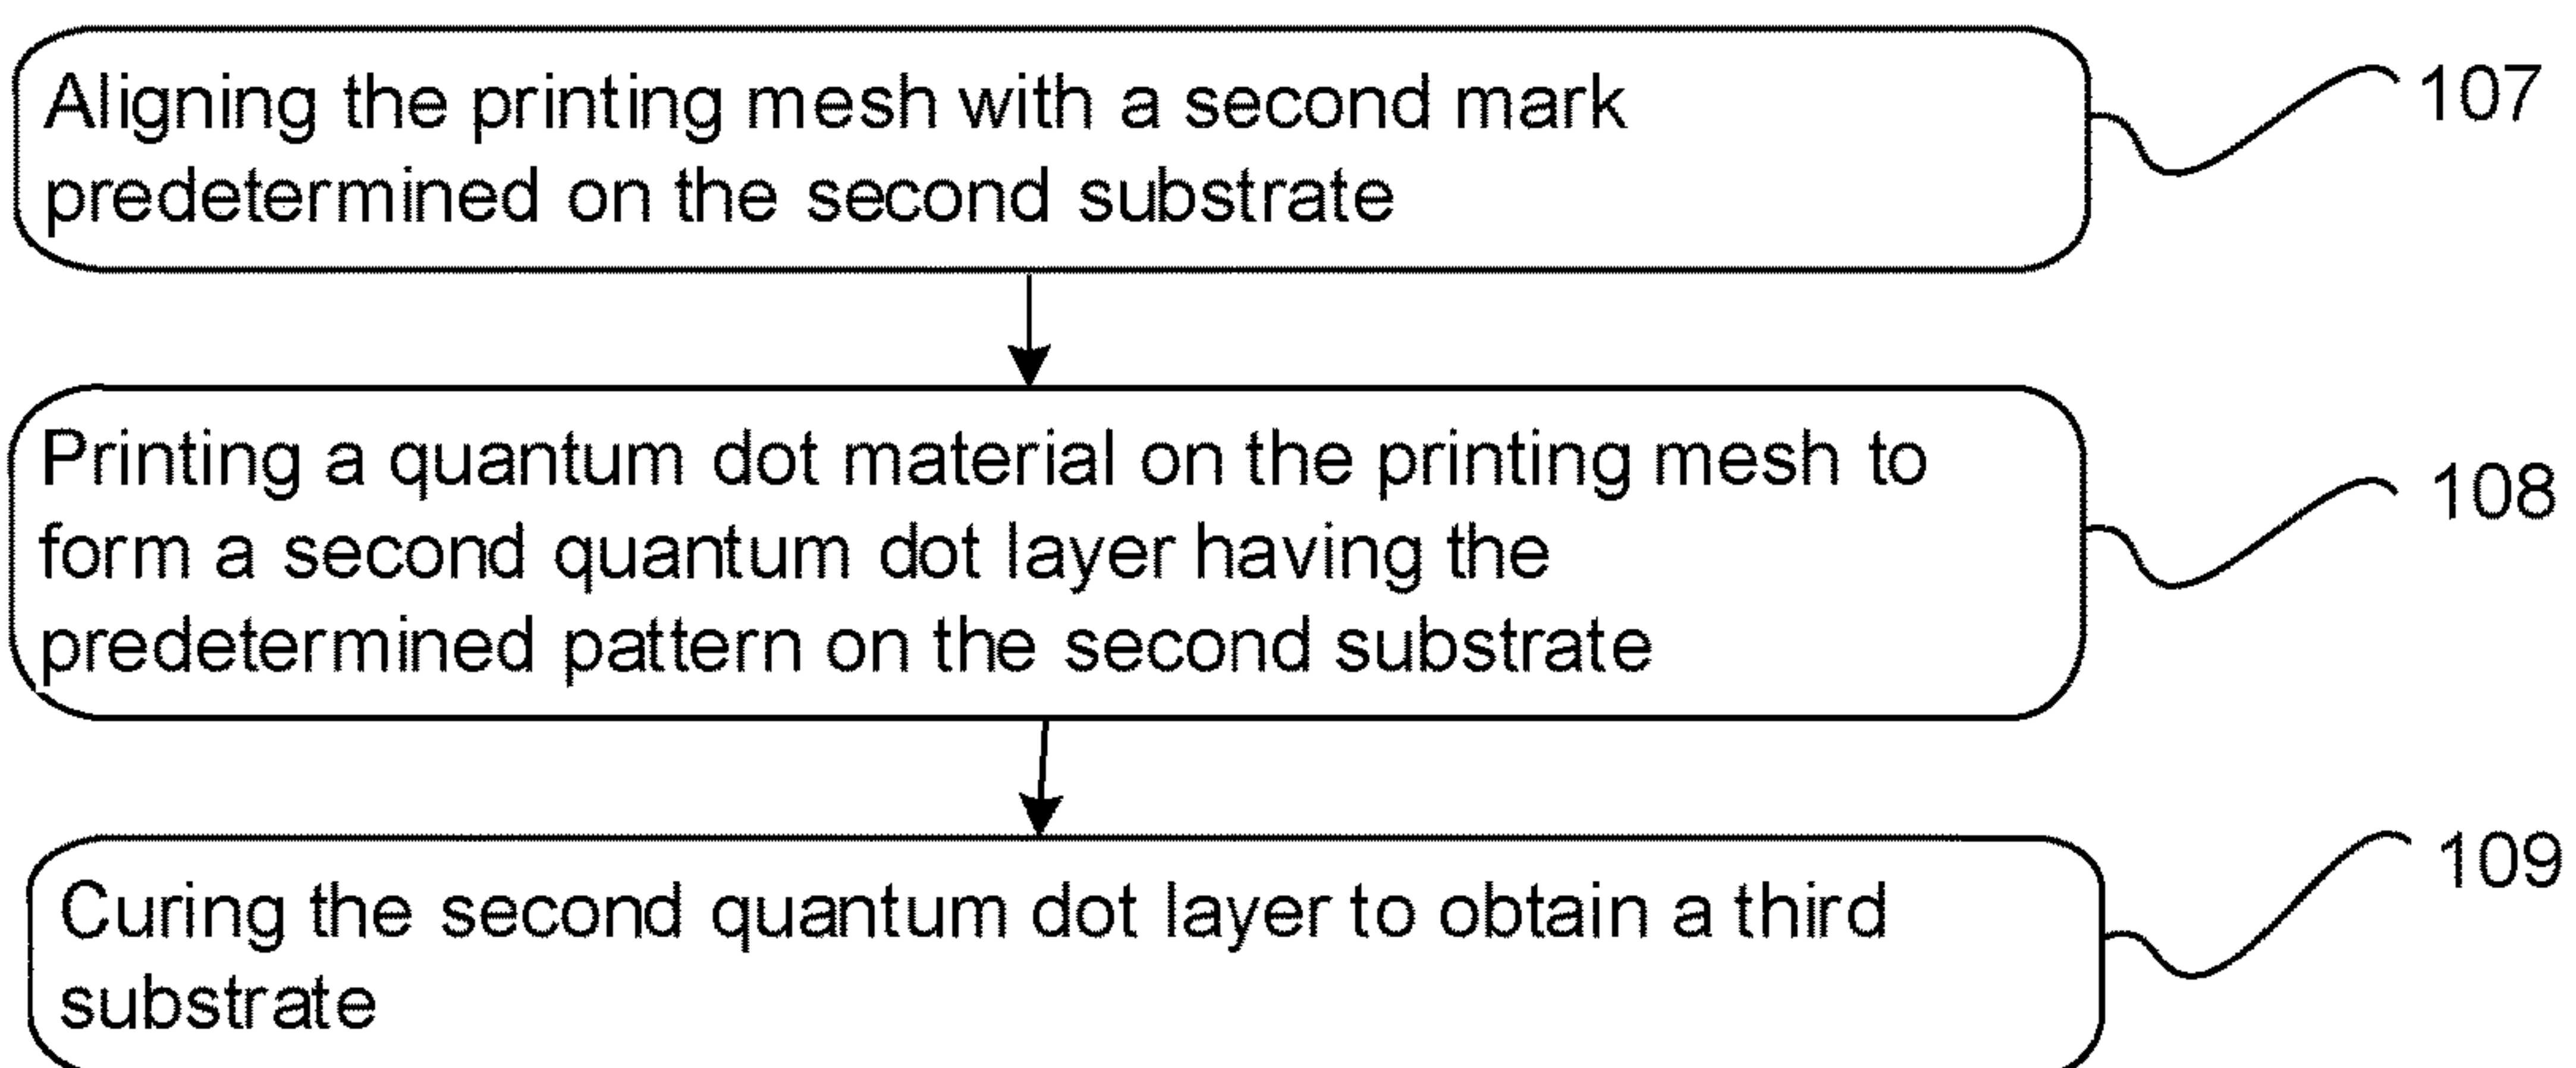 Aligning the printing mesh with a second mark
predetermined on the second substrate
107
Printing a quantum dot material on the printing mesh to
form a second quantum dot layer having the
predetermined pattern on the second substrate
108
Curing the second quantum dot layer to obtain a third
substrate
109